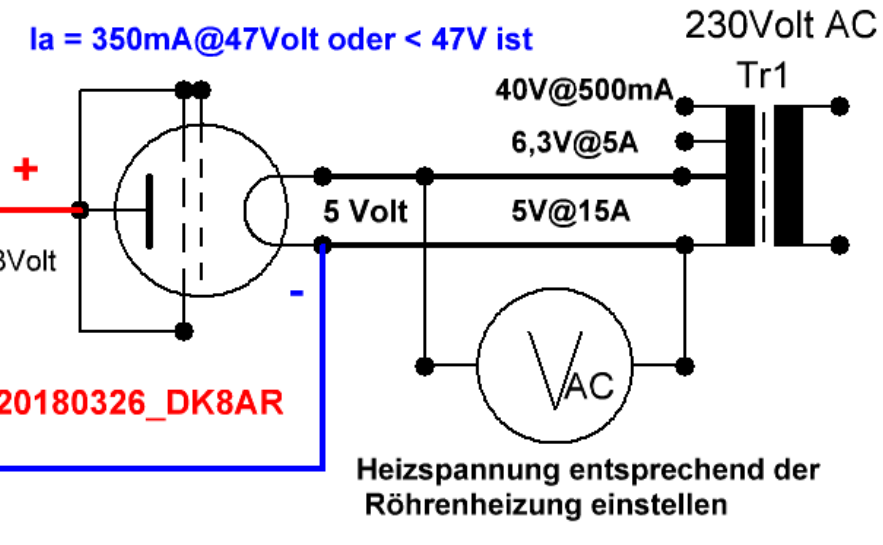 230Volt AC
Ia = 350mA@47Volt oder < 47V ist
Tr1
40V@500mA
6,3V@5A
+
5 Volt
5V@15A
-
V
AC
20180326_DK8AR
Heizspannung entsprechend der
Röhrenheizung einstellen